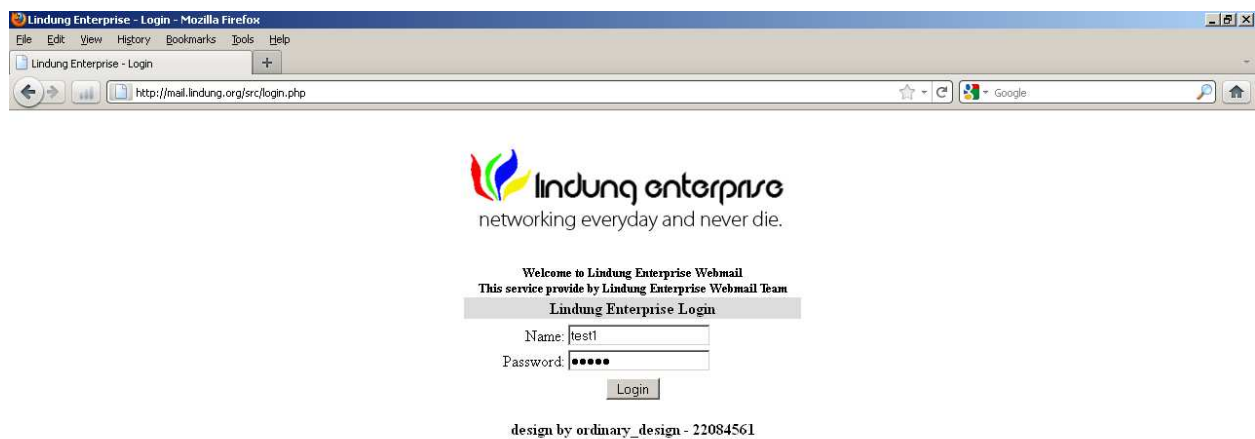 Lindung Enterprise - Login - Mozilla Firefox
File Edit View History Bookmarks Tools Help
Lindung Enterprise - Login
http://mail.lindung.org/src/login.php
Google
lindung enterprise
networking everyday and never die.
Welcome to Lindung Enterprise Webmail
This service provide by Lindung Enterprise Webmail Team
Lindung Enterprise Login
Name: test1
Password: •••••
Login
design by ordinary_design - 22084561